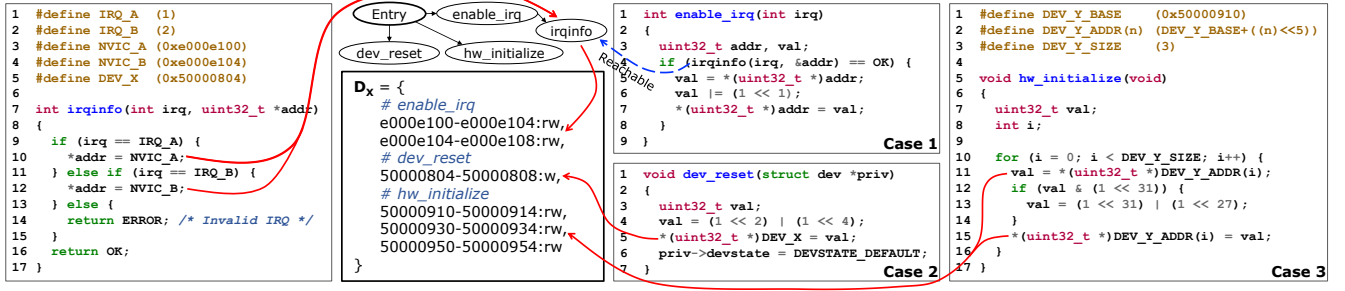 1 #define IRQ_A (1)
2 #define IRQ_B (2)
3 #define NVIC_A (0xe000e100)
4 #define NVIC_B (0xe000e104)
5 #define DEV_X (0x50000804)
6
7 int irqinfo(int irq, uint32_t *addr)
8 {
9 if (irq == IRQ_A) {
10 *addr = NVIC_A;
11 } else if (irq == IRQ_B) {
12 *addr = NVIC_B;
13 } else {
14 return ERROR; /* Invalid IRQ */
15 }
16 return OK;
17 }
Entry
enable_irq
irqinfo
dev_reset
hw_initialize
Dx = {
# enable_irq
e000e100-e000e104:rw,
e000e104-e000e108:rw,
# dev_reset
50000804-50000808:w,
# hw_initialize
50000910-50000914:rw,
50000930-50000934:rw,
50000950-50000954:rw
}
1 int enable_irq(int irq)
2 {
3 uint32_t addr, val;
4 if (irqinfo(irq, &addr) == OK) {
5 val = *(uint32_t *)addr;
6 val |= (1 << 1);
7 *(uint32_t *)addr = val;
8 }
9 }
Reachable
Case 1
1 void dev_reset(struct dev *priv)
2 {
3 uint32_t val;
4 val = (1 << 2) | (1 << 4);
5 *(uint32_t *)DEV_X = val;
6 priv->devstate = DEVSTATE_DEFAULT;
7 }
Case 2
1 #define DEV_Y_BASE (0x50000910)
2 #define DEV_Y_ADDR(n) (DEV_Y_BASE+((n)<<5))
3 #define DEV_Y_SIZE (3)
4
5 void hw_initialize(void)
6 {
7 uint32_t val;
8 int i;
9
10 for (i = 0; i < DEV_Y_SIZE; i++) {
11 val = *(uint32_t *)DEV_Y_ADDR(i);
12 if (val & (1 << 31)) {
13 val = (1 << 31) | (1 << 27);
14 }
15 *(uint32_t *)DEV_Y_ADDR(i) = val;
16 }
17 }
Case 3